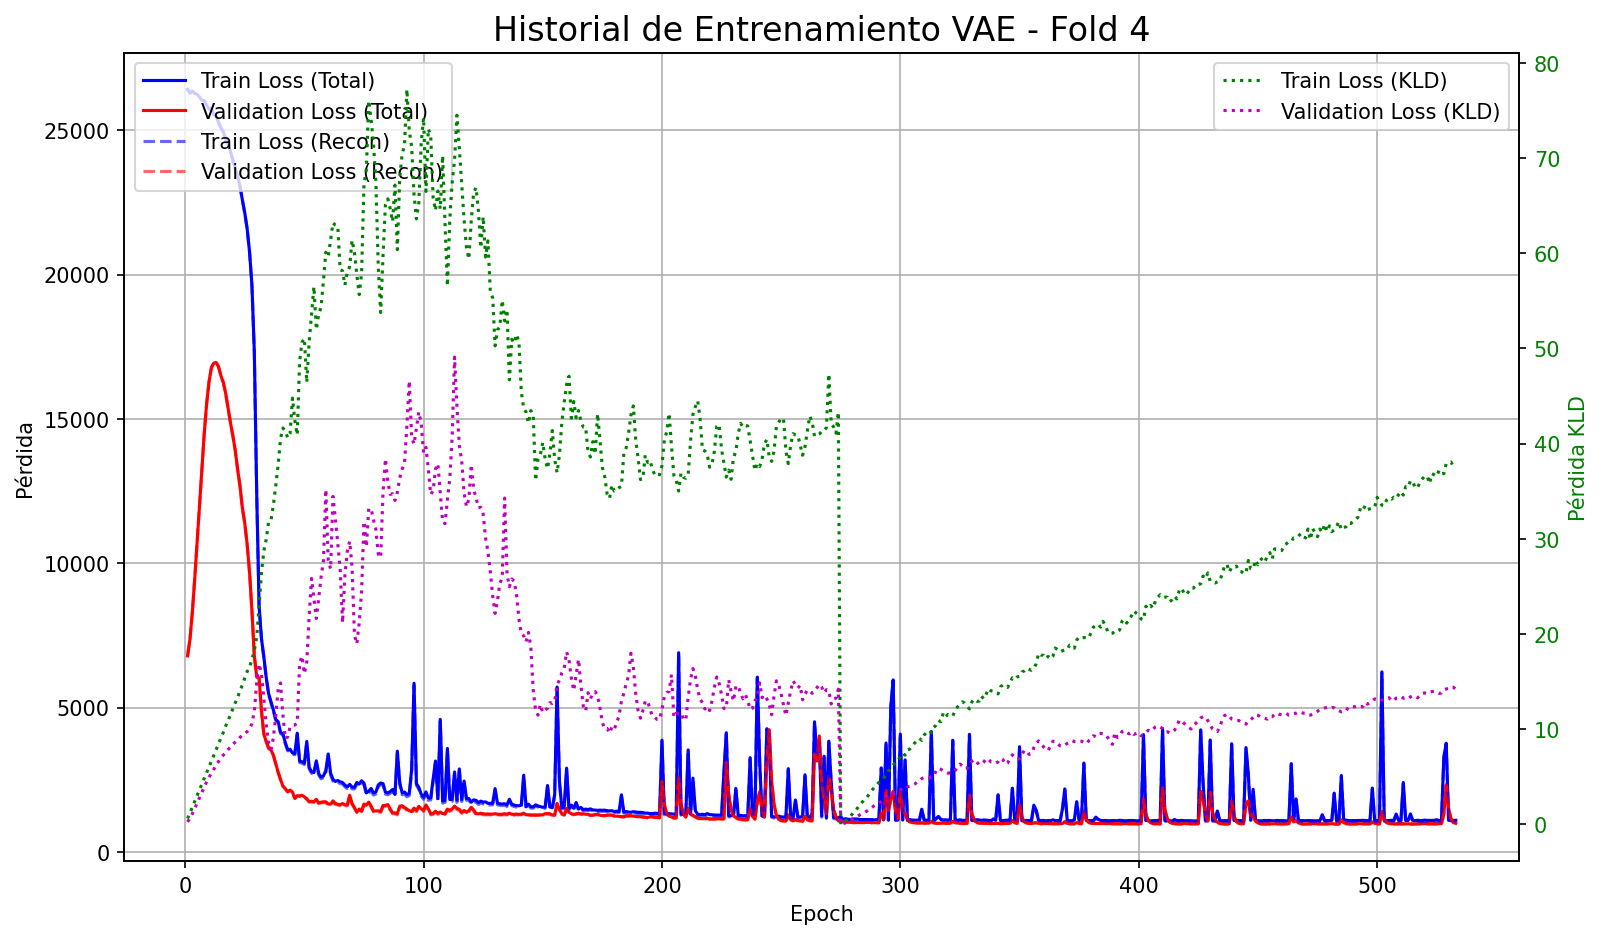 Historial de Entrenamiento VAE - Fold 4
Train Loss (Total)
Validation Loss (Total)
Train Loss (Recon)
Validation Loss (Recon)
Train Loss (KLD)
Validation Loss (KLD)
Pérdida
25000
20000
15000
10000
5000
0
80
70
60
50
40
30
20
10
0
Pérdida KLD
0 100 200 300 400 500
Epoch